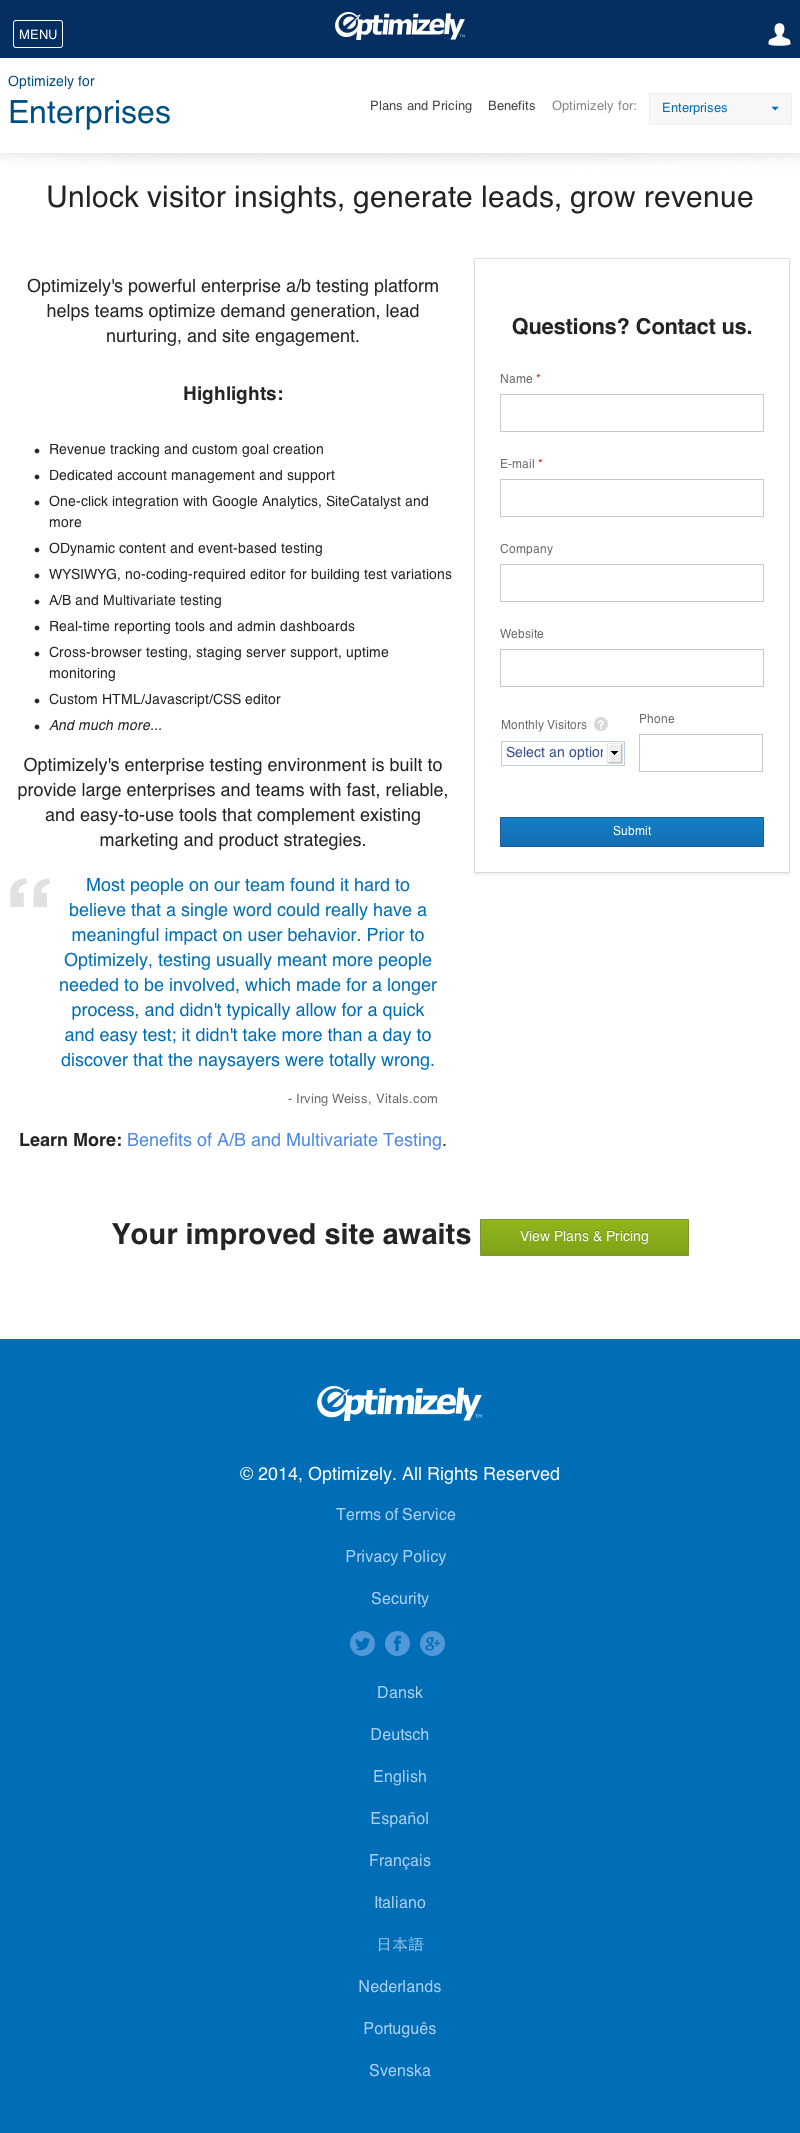 MENU
Optimizely™
Optimizely for
Enterprises
Plans and Pricing
Benefits
Optimizely for:
Enterprises
Unlock visitor insights, generate leads, grow revenue
Optimizely's powerful enterprise a/b testing platform
helps teams optimize demand generation, lead
nurturing, and site engagement.
Highlights:
• Revenue tracking and custom goal creation
• Dedicated account management and support
• One-click integration with Google Analytics, SiteCatalyst and
more
• ODynamic content and event-based testing
• WYSIWYG, no-coding-required editor for building test variations
• A/B and Multivariate testing
• Real-time reporting tools and admin dashboards
• Cross-browser testing, staging server support, uptime
monitoring
• Custom HTML/Javascript/CSS editor
• And much more...
Optimizely's enterprise testing environment is built to
provide large enterprises and teams with fast, reliable,
and easy-to-use tools that complement existing
marketing and product strategies.
“ Most people on our team found it hard to
believe that a single word could really have a
meaningful impact on user behavior. Prior to
Optimizely, testing usually meant more people
needed to be involved, which made for a longer
process, and didn't typically allow for a quick
and easy test; it didn't take more than a day to
discover that the naysayers were totally wrong.
- Irving Weiss, Vitals.com
Learn More: Benefits of A/B and Multivariate Testing.
Questions? Contact us.
Name *
E-mail *
Company
Website
Monthly Visitors ?
Select an option
Phone
Submit
Your improved site awaits
View Plans & Pricing
Optimizely™
© 2014, Optimizely. All Rights Reserved
Terms of Service
Privacy Policy
Security
Dansk
Deutsch
English
Español
Français
Italiano
日本語
Nederlands
Português
Svenska